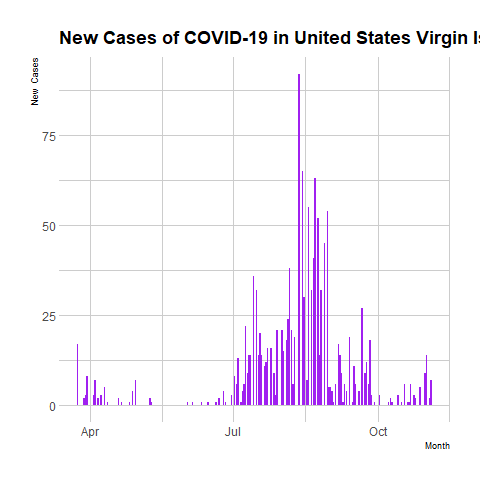 New Cases of COVID-19 in United States Virgin Is
New Cases
75
50
25
0
Apr
Jul
Oct
Month